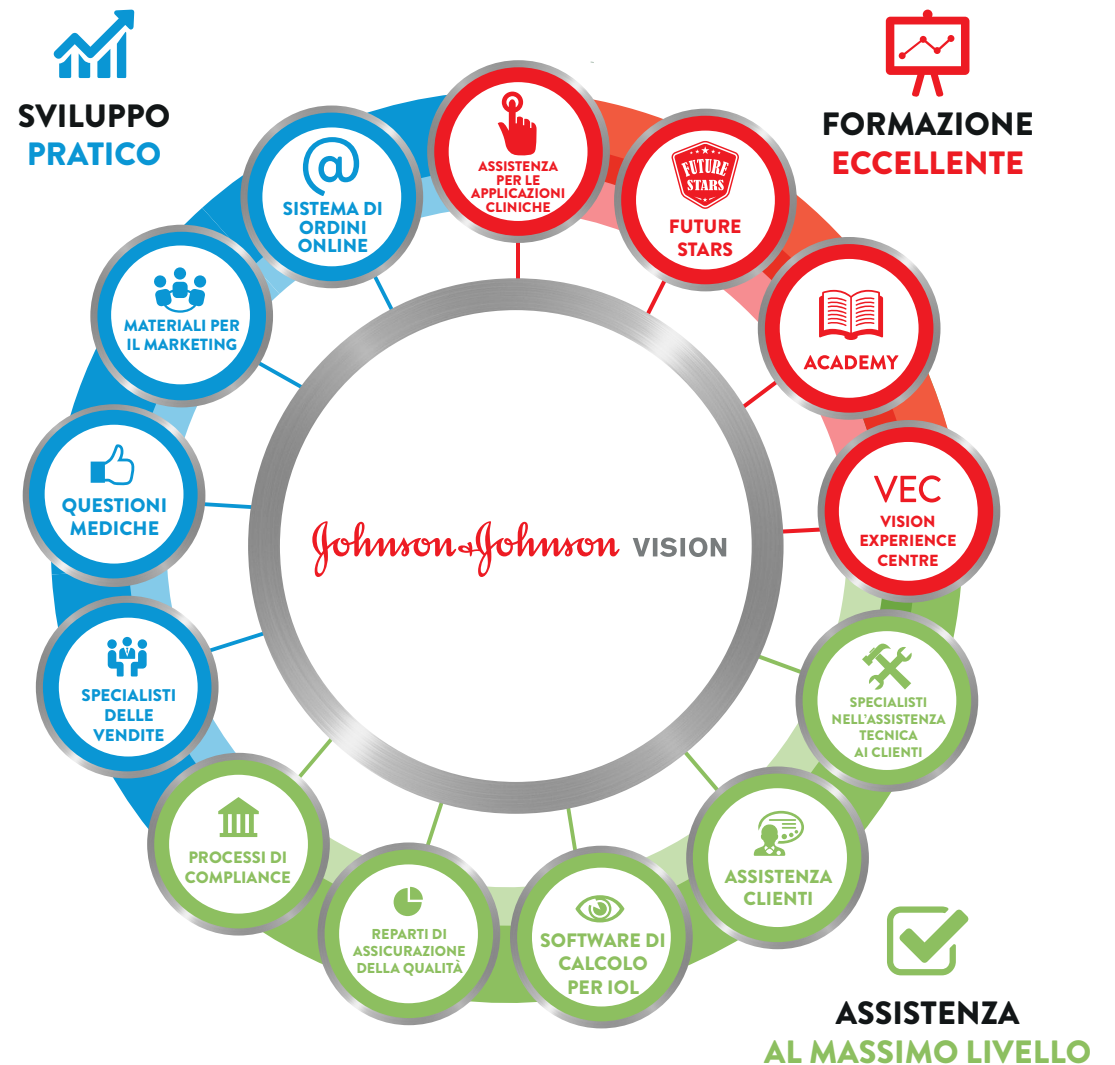 SVILUPPO
PRATICO
FORMAZIONE
ECCELLENTE
ASSISTENZA
PER LE
APPLICAZIONI
CLINICHE
FUTURE
STARS
FUTURE
STARS
ACADEMY
VEC
VISION
EXPERIENCE
CENTRE
SPECIALISTI
NELL'ASSISTENZA
TECNICA
AI CLIENTI
ASSISTENZA
CLIENTI
SOFTWARE DI
CALCOLO
PER IOL
REPARTI DI
ASSICURAZIONE
DELLA QUALITÀ
PROCESSI DI
COMPLIANCE
SPECIALISTI
DELLE
VENDITE
QUESTIONI
MEDICHE
MATERIALI PER
IL MARKETING
@
SISTEMA DI
ORDINI
ONLINE
Johnson & Johnson VISION
ASSISTENZA
AL MASSIMO LIVELLO